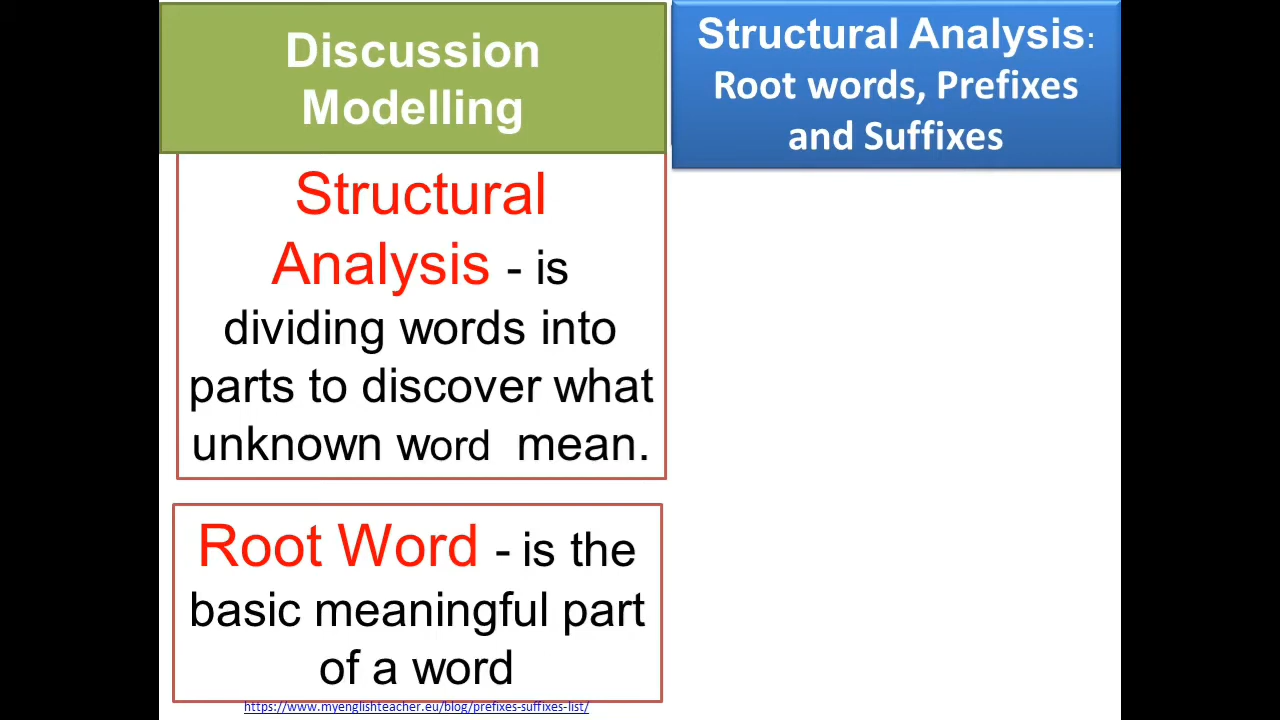 Discussion
Modelling
Structural Analysis:
Root words, Prefixes
and Suffixes
Structural
Analysis - is
dividing words into
parts to discover what
unknown word mean.
Root Word - is the
basic meaningful part
of a word
https://www.myenglishteacher.eu/blog/prefixes-suffixes-list/